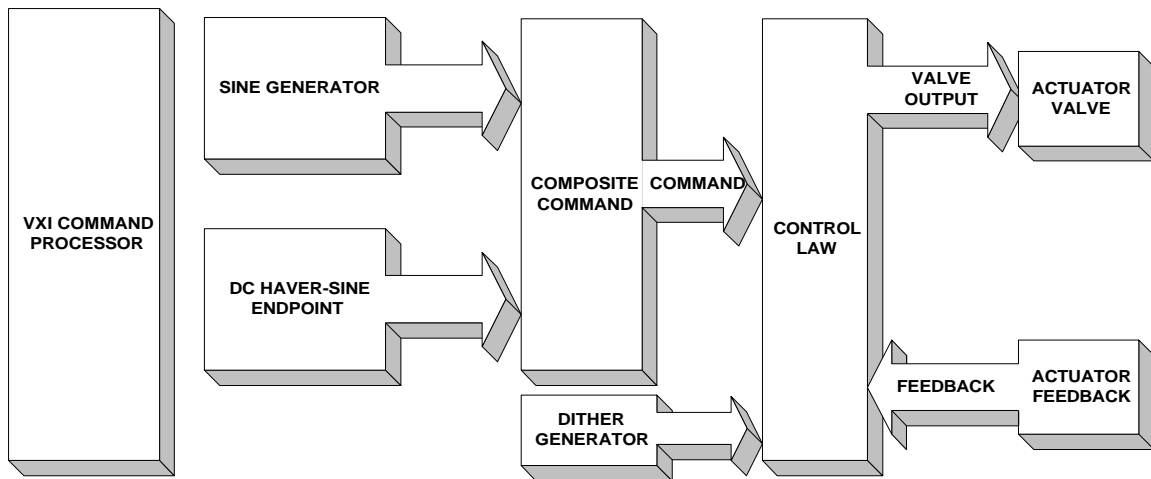 VXI COMMAND
PROCESSOR
SINE GENERATOR
DC HAVER-SINE
ENDPOINT
COMPOSITE
COMMAND
COMMAND
DITHER
GENERATOR
CONTROL
LAW
VALVE
OUTPUT
ACTUATOR
VALVE
FEEDBACK
ACTUATOR
FEEDBACK